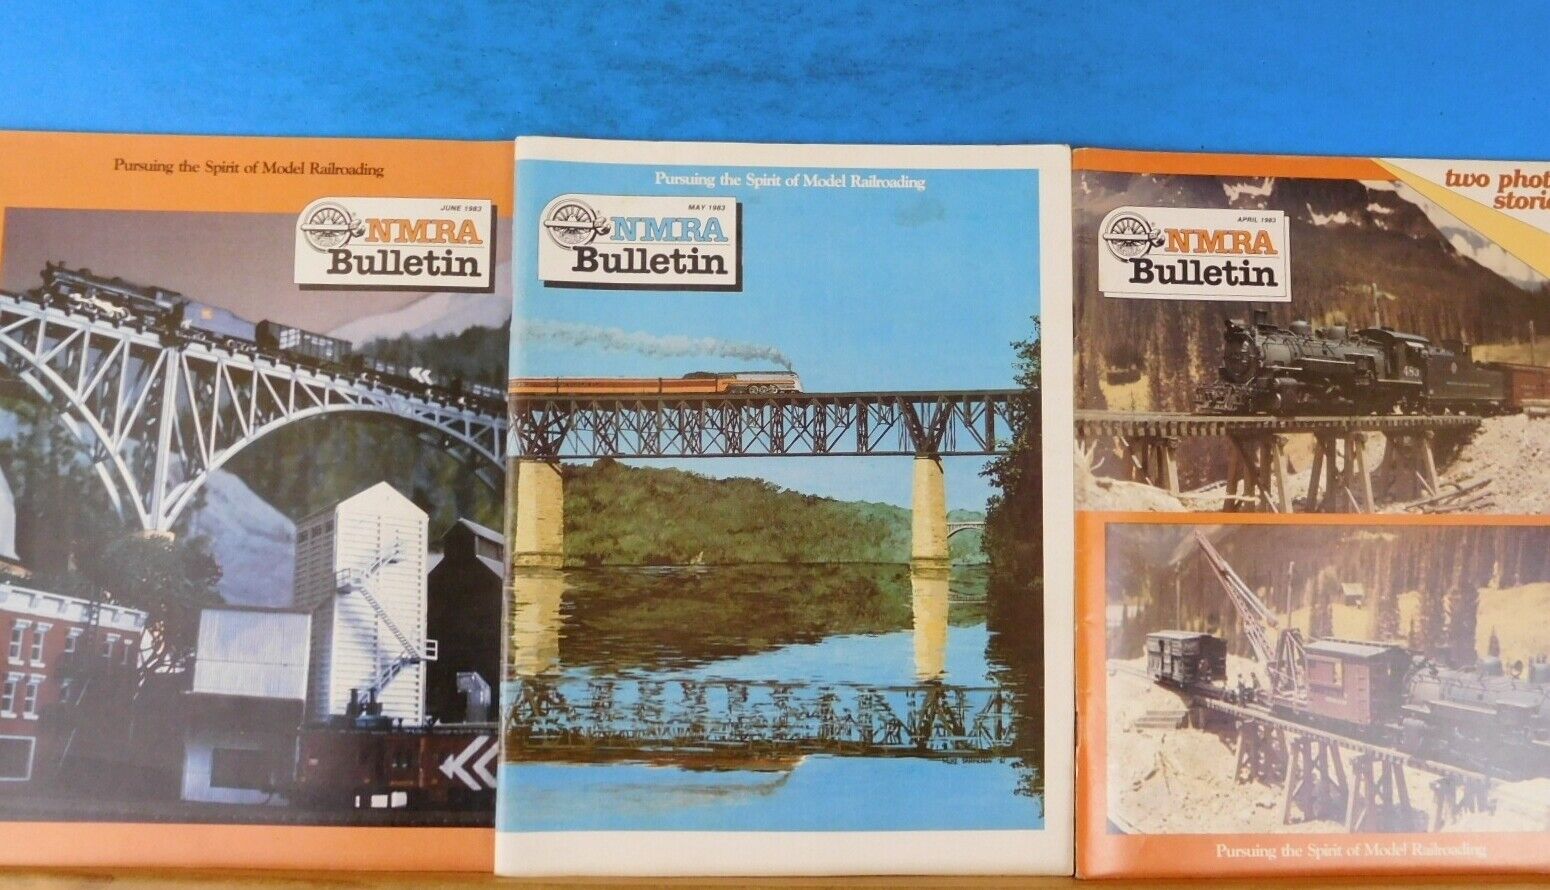 Pursuing the Spirit of Model Railroading
JUNE 1983
NMRA
Bulletin
Pursuing the Spirit of Model Railroading
MAY 1983
NMRA
Bulletin
two phot
storie
APRIL 1983
NMRA
Bulletin
483
Pursuing the Spirit of Model Railroading